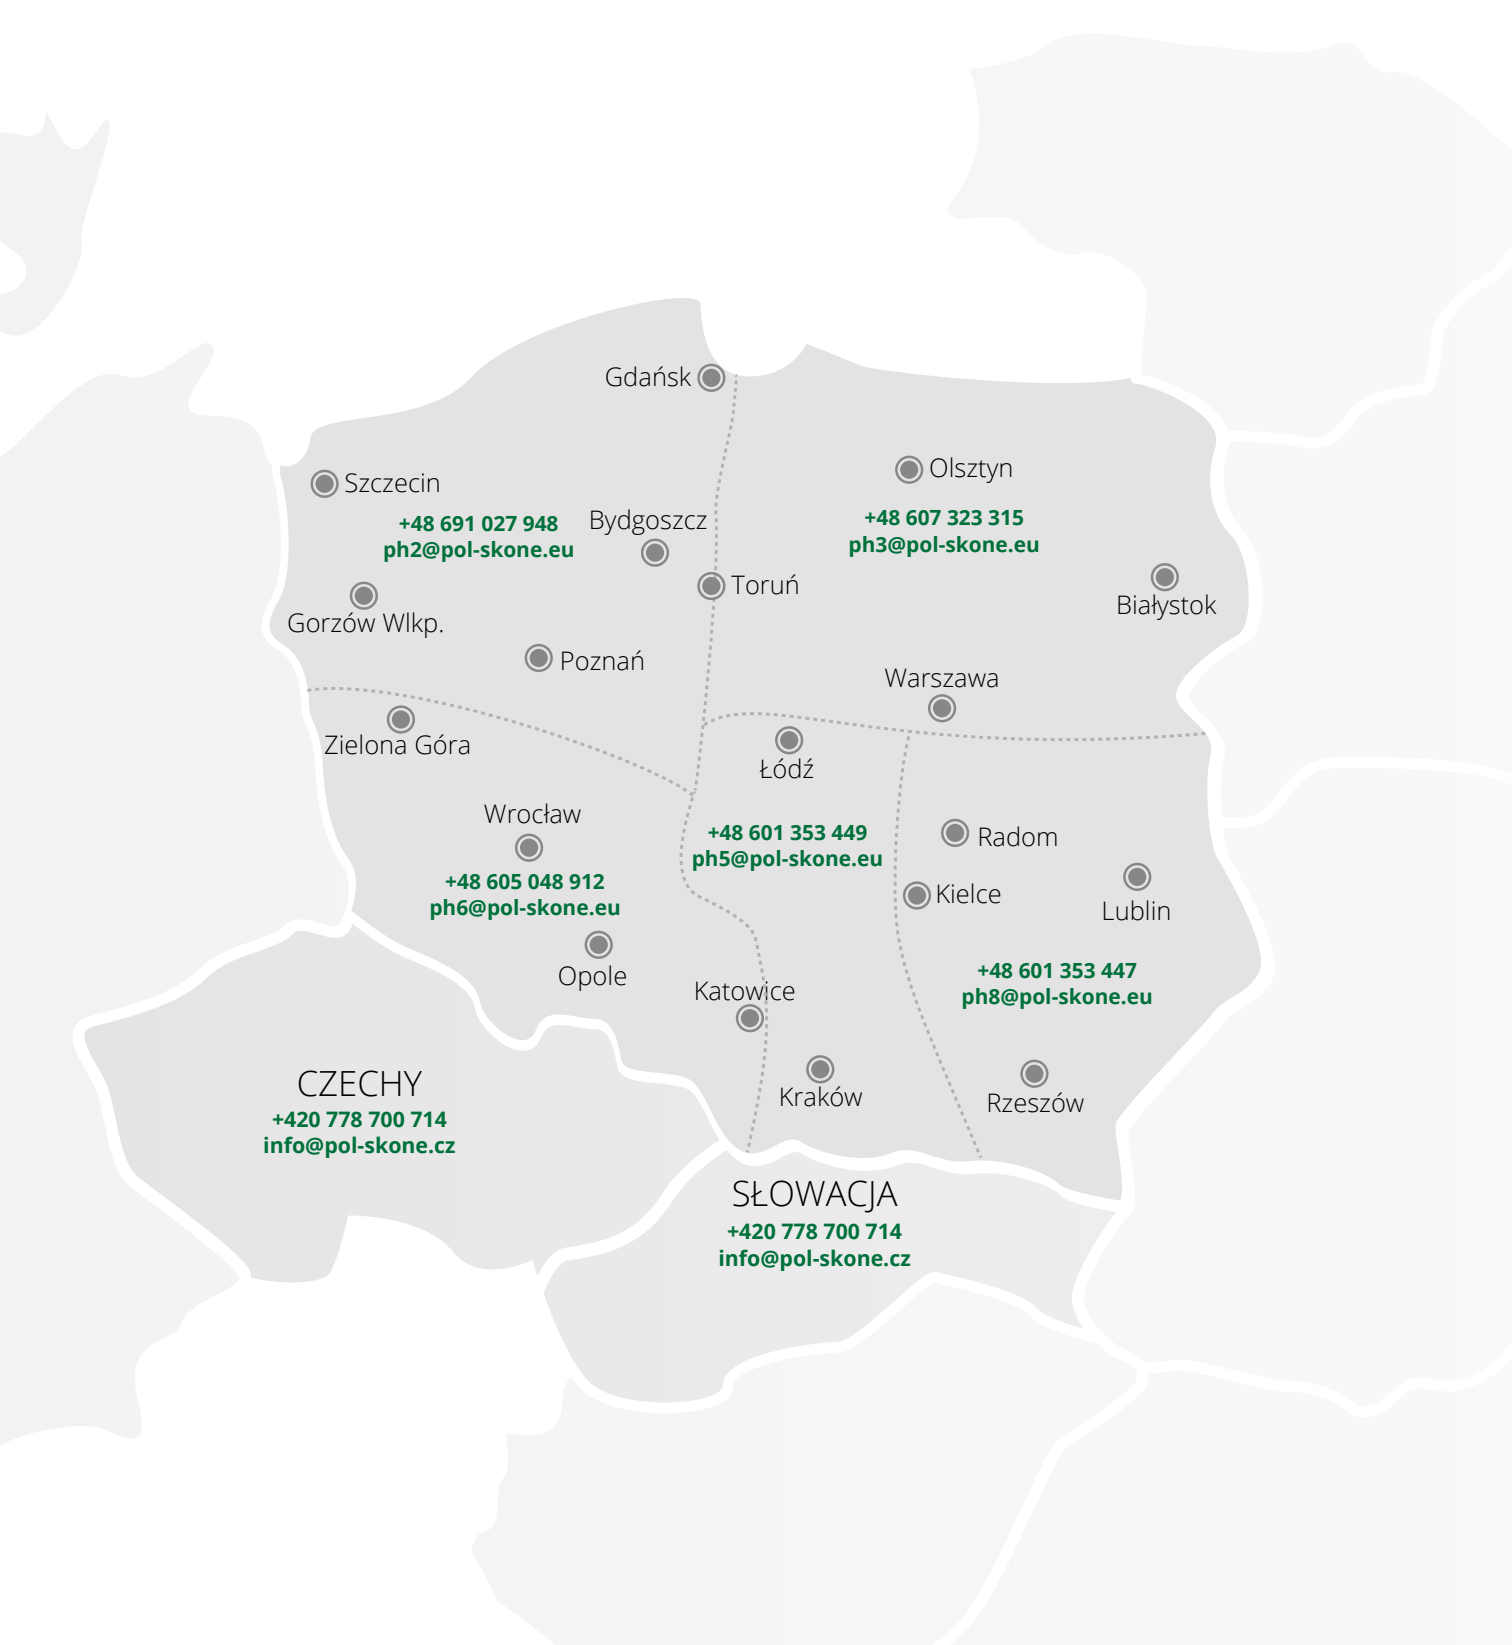 Gdańsk
Olsztyn
Szczecin
+48 607 323 315
ph3@pol-skone.eu
Bydgoszcz
+48 691 027 948
ph2@pol-skone.eu
Toruń
Białystok
Gorzów Wlkp.
Poznań
Warszawa
Zielona Góra
Łódź
Wrocław
+48 601 353 449
ph5@pol-skone.eu
Radom
+48 605 048 912
ph6@pol-skone.eu
Kielce
Lublin
Opole
+48 601 353 447
ph8@pol-skone.eu
Katowice
Kraków
Rzeszów
CZECHY
+420 778 700 714
info@pol-skone.cz
SŁOWACJA
+420 778 700 714
info@pol-skone.cz